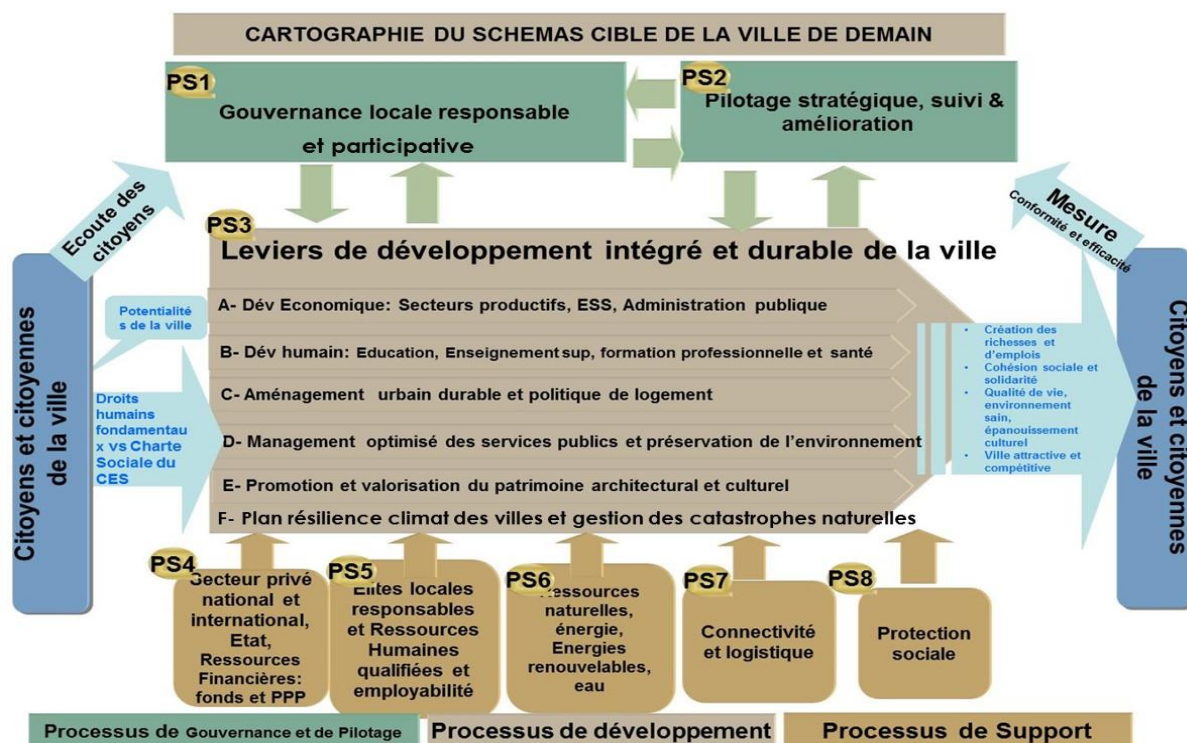 CARTOGRAPHIE DU SCHEMAS CIBLE DE LA VILLE DE DEMAIN
PS1
Gouvernance locale responsable
et participative
PS2
Pilotage stratégique, suivi &
amélioration
Ecoute des
citoyens
Mesure
Conformité et efficacité
PS3
Leviers de développement intégré et durable de la ville
Citoyens et citoyennes
de la ville
Potentialité
s de la ville
Droits
humains
fondamentau
x vs Charte
Sociale du
CES
A- Dév Economique: Secteurs productifs, ESS, Administration publique
B- Dév humain: Education, Enseignement sup, formation professionnelle et santé
C- Aménagement urbain durable et politique de logement
D- Management optimisé des services publics et préservation de l'environnement
E- Promotion et valorisation du patrimoine architectural et culturel
F- Plan résilience climat des villes et gestion des catastrophes naturelles
• Création des
richesses et
d'emplois
• Cohésion sociale et
solidarité
• Qualité de vie,
environnement
sain,
épanouissement
culturel
• Ville attractive et
compétitive
Citoyens et citoyennes
de la ville
PS4
Secteur privé
national et
international,
Etat,
Ressources
Financières:
fonds et PPP
PS5
Elites locales
responsables
et Ressources
Humaines
qualifiées et
employabilité
PS6
Ressources
naturelles,
énergie,
Energies
renouvelables,
eau
PS7
Connectivité
et logistique
PS8
Protection
sociale
Processus de Gouvernance et de Pilotage
Processus de développement
Processus de Support